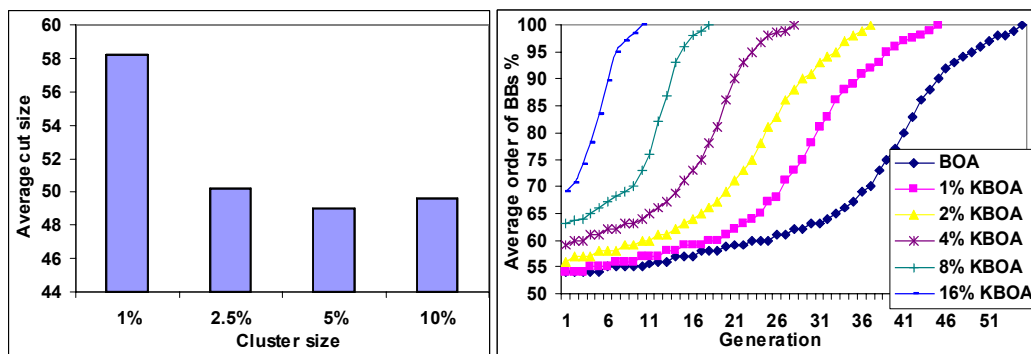 60
58
56
54
52
50
48
46
44
Average cut size
1% 2.5% 5% 10%
Cluster size
100
95
90
85
80
75
70
65
60
55
50
Average order of BBs %
1 6 11 16 21 26 31 36 41 46 51
Generation
BOA
1% KBOA
2% KBOA
4% KBOA
8% KBOA
16% KBOA